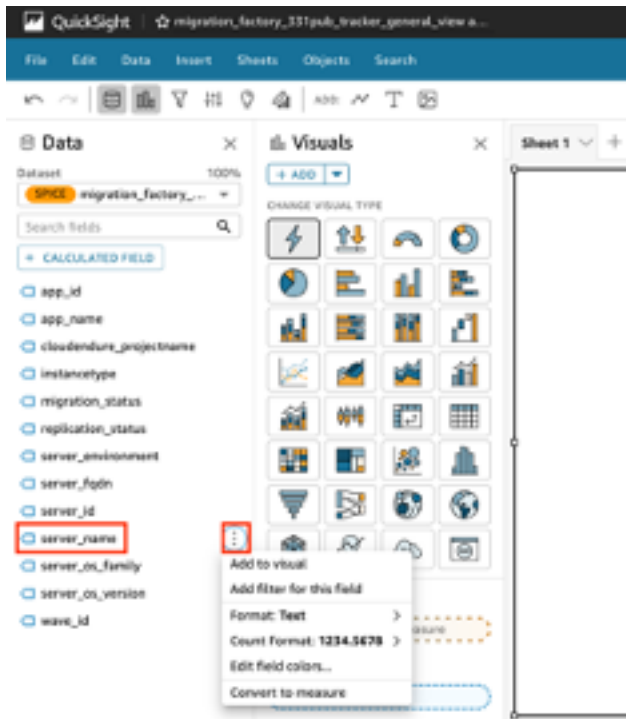 QuickSight migration_factory_331pub_tracker_general_view a...
File Edit Data Insert Sheets Objects Search
ADD:
Data
Visuals
Sheet 1
Dataset 100%
+ ADD
SPICE migration_factory_...
CHANGE VISUAL TYPE
Search fields
+ CALCULATED FIELD
app_id
app_name
cloudendure_projectname
instancetype
migration_status
replication_status
server_environment
server_fqdn
server_id
server_name
server_os_family
server_os_version
wave_id
Add to visual
Add filter for this field
Format: Text
Count Format: 1234.5678
Edit field colors...
Convert to measure